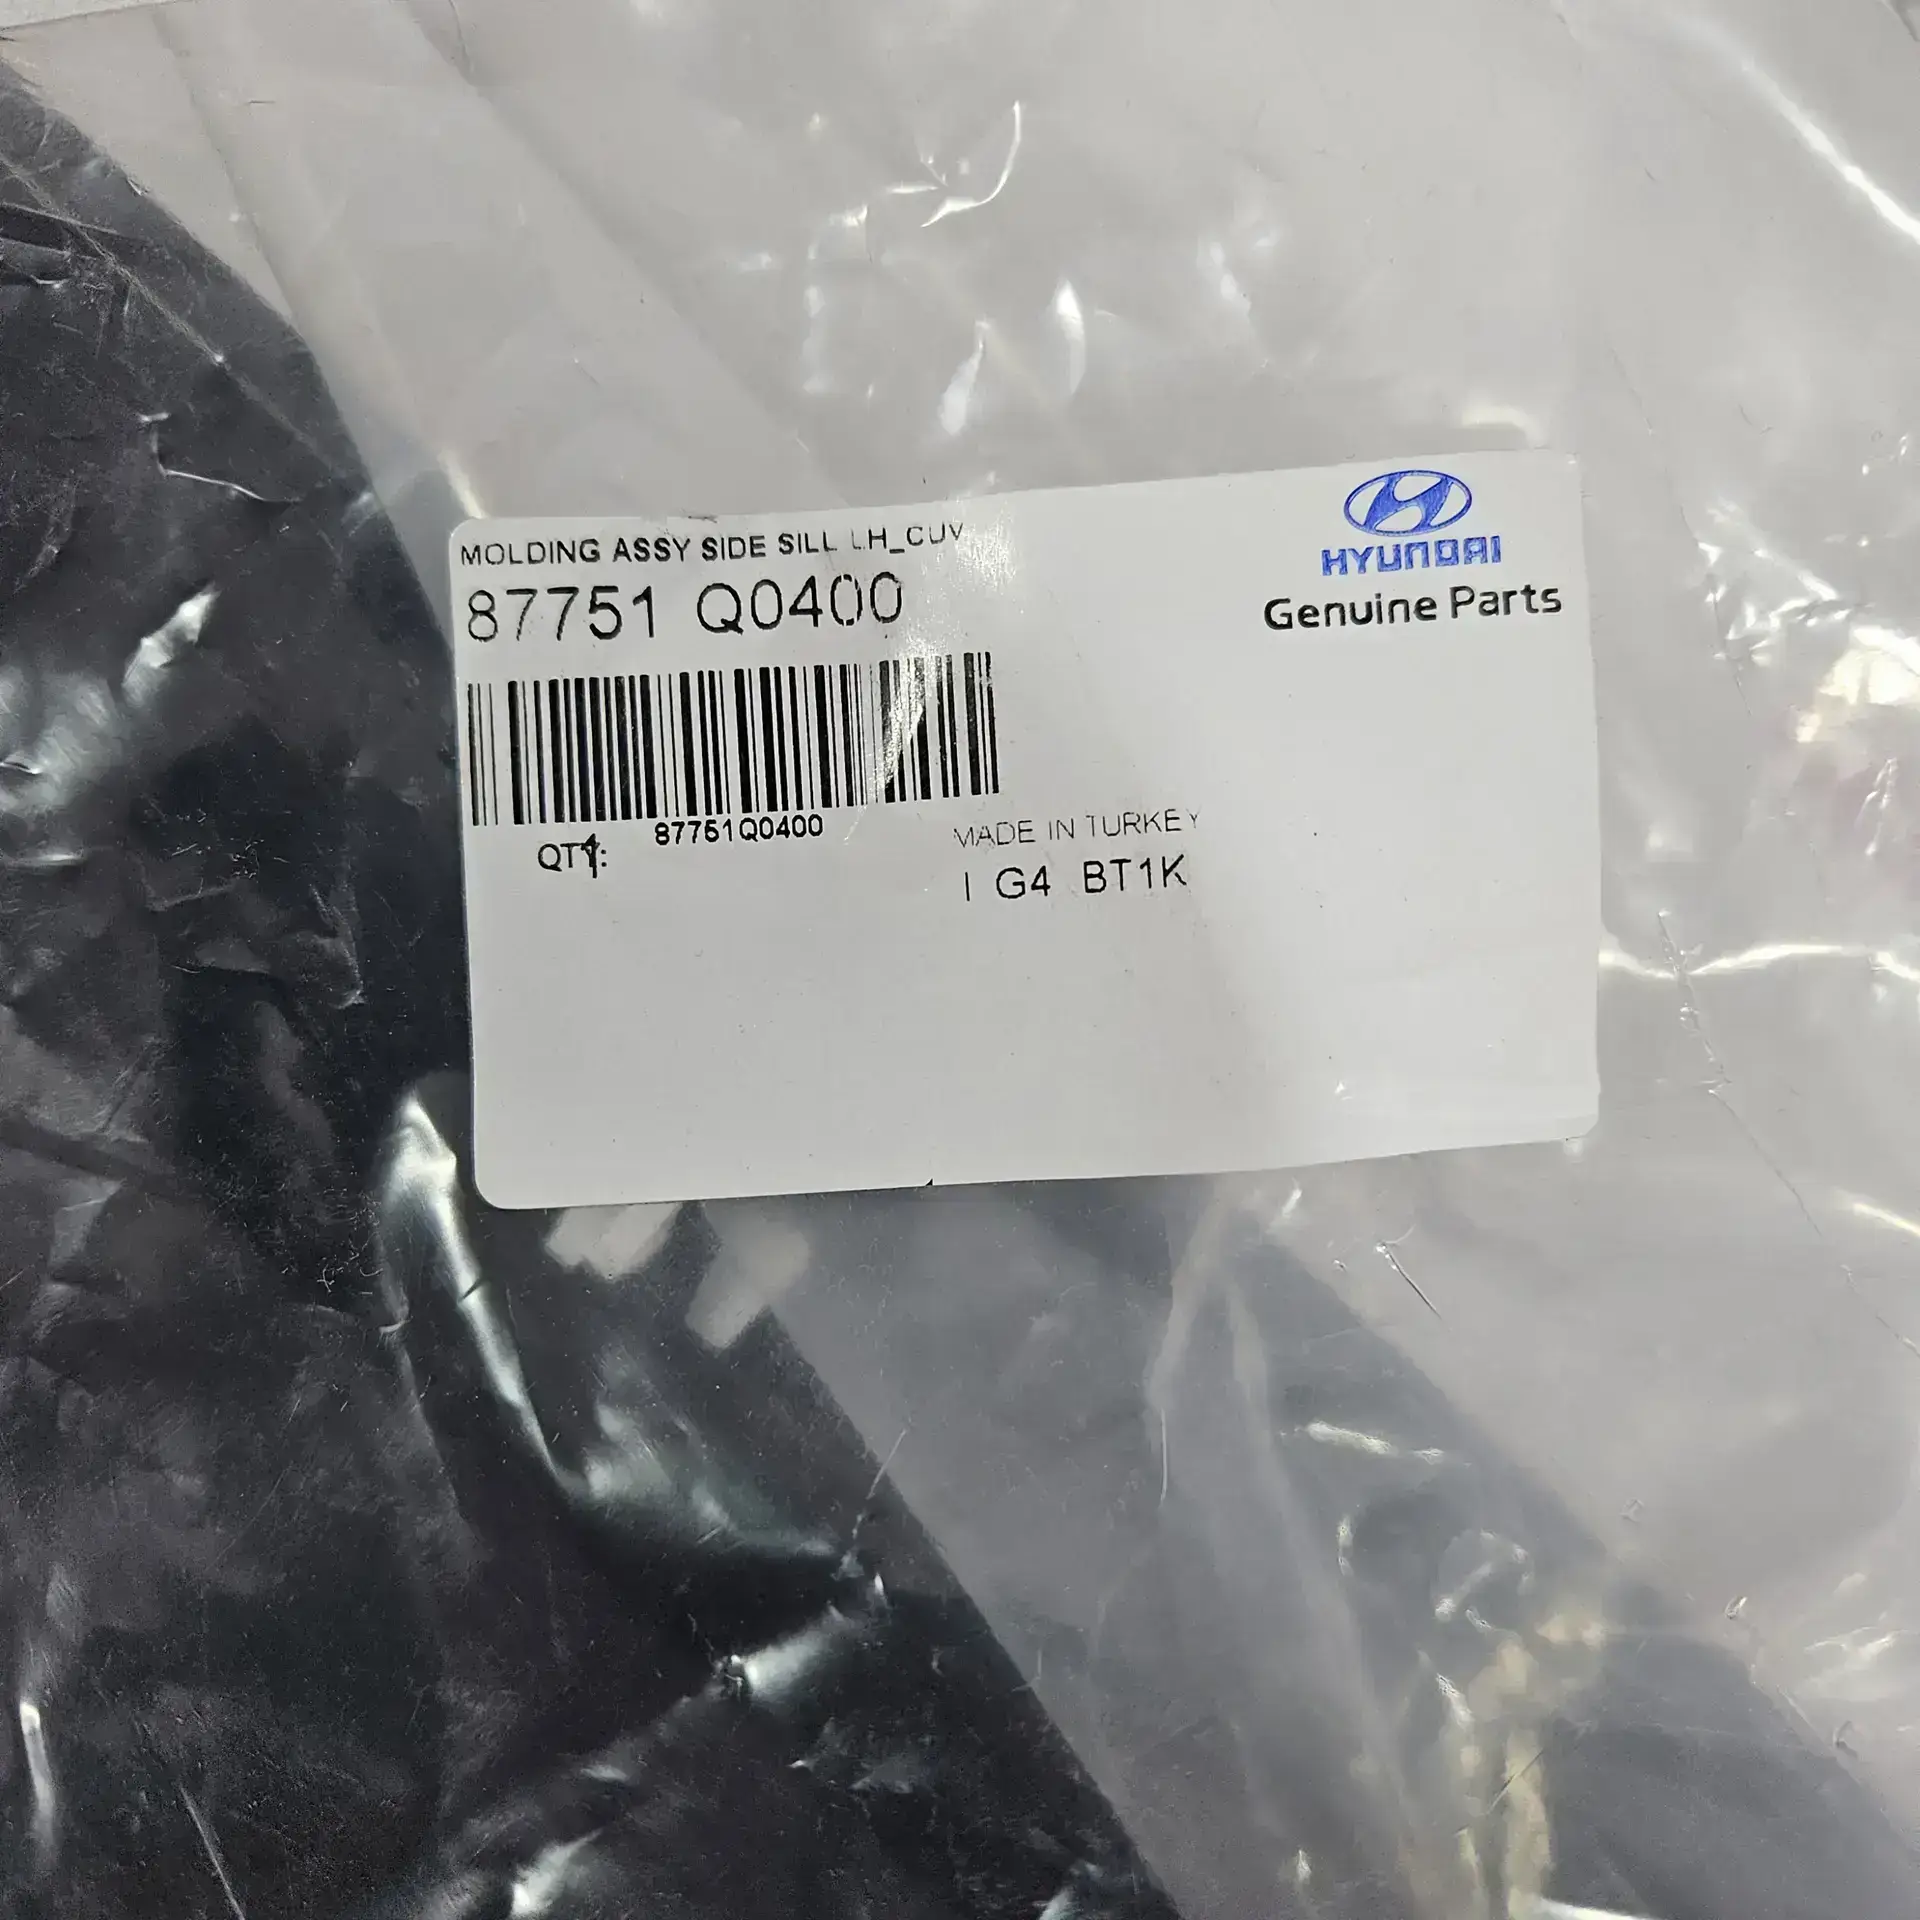 MOLDING ASSY SIDE SILL LH_CUV
87751 Q0400
HYUNDAI
Genuine Parts
87751Q0400
QTY: 1
MADE IN TURKEY
I G4 BT1K